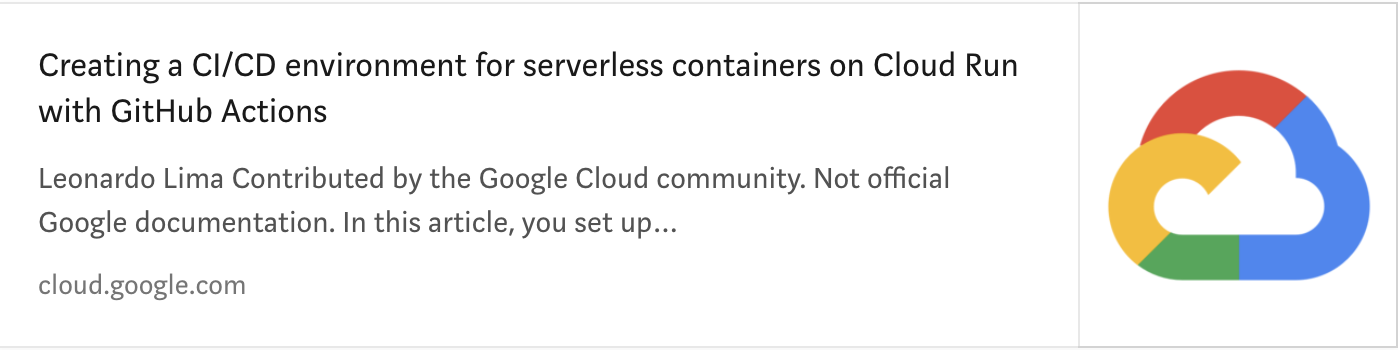 Creating a CI/CD environment for serverless containers on Cloud Run
with GitHub Actions
Leonardo Lima Contributed by the Google Cloud community. Not official
Google documentation. In this article, you set up...
cloud.google.com